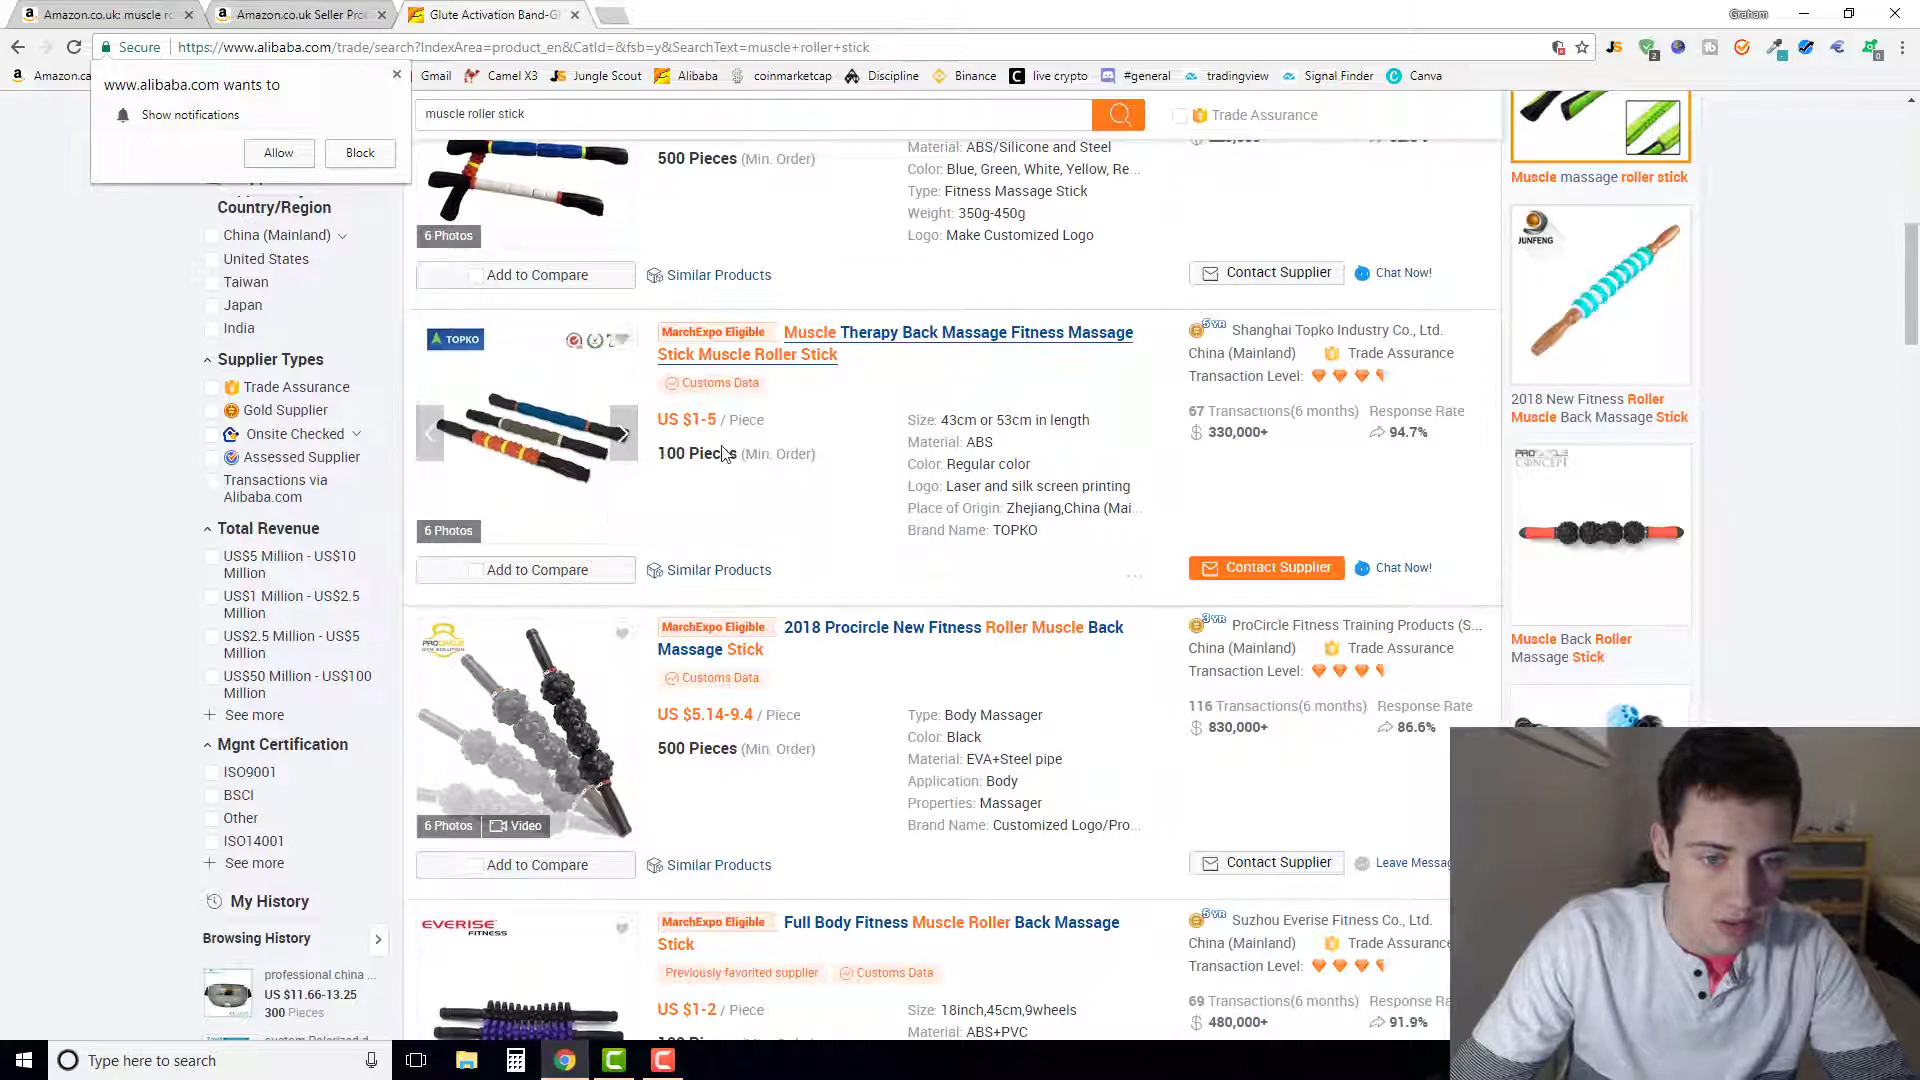 Amazon.co.uk: muscle ro
Amazon.co.uk Seller Pro
Glute Activation Band-G
Graham
Secure
https://www.alibaba.com/trade/search?IndexArea=product_en&CatId=&fsb=y&SearchText=muscle+roller+stick
Amazon.ca
Gmail
Camel X3
Jungle Scout
Alibaba
coinmarketcap
Discipline
Binance
live crypto
#general
tradingview
Signal Finder
Canva
www.alibaba.com wants to
Show notifications
Allow
Block
muscle roller stick
Trade Assurance
Country/Region
China (Mainland)
United States
Taiwan
Japan
India
Supplier Types
Trade Assurance
Gold Supplier
Onsite Checked
Assessed Supplier
Transactions via
Alibaba.com
Total Revenue
US$5 Million - US$10
Million
US$1 Million - US$2.5
Million
US$2.5 Million - US$5
Million
US$50 Million - US$100
Million
See more
Mgnt Certification
ISO9001
BSCI
Other
ISO14001
See more
My History
Browsing History
professional china ...
US $11.66-13.25
300 Pieces
500 Pieces (Min. Order)
Material: ABS/Silicone and Steel
Color: Blue, Green, White, Yellow, Re...
Type: Fitness Massage Stick
Weight: 350g-450g
Logo: Make Customized Logo
6 Photos
Add to Compare
Similar Products
Contact Supplier
Chat Now!
TOPKO
MarchExpo Eligible
Muscle Therapy Back Massage Fitness Massage
Stick Muscle Roller Stick
Customs Data
US $1-5 / Piece
100 Pieces (Min. Order)
Size: 43cm or 53cm in length
Material: ABS
Color: Regular color
Logo: Laser and silk screen printing
Place of Origin: Zhejiang,China (Mai...
Brand Name: TOPKO
5YR Shanghai Topko Industry Co., Ltd.
China (Mainland)
Trade Assurance
Transaction Level:
67 Transactions(6 months)
Response Rate
330,000+
94.7%
6 Photos
Add to Compare
Similar Products
...
Contact Supplier
Chat Now!
PROCIRCLE
GYM SOLUTION
MarchExpo Eligible
2018 Procircle New Fitness Roller Muscle Back
Massage Stick
Customs Data
US $5.14-9.4 / Piece
500 Pieces (Min. Order)
Type: Body Massager
Color: Black
Material: EVA+Steel pipe
Application: Body
Properties: Massager
Brand Name: Customized Logo/Pro...
3YR ProCircle Fitness Training Products (S...
China (Mainland)
Trade Assurance
Transaction Level:
116 Transactions(6 months)
Response Rate
830,000+
86.6%
6 Photos
Video
Add to Compare
Similar Products
Contact Supplier
Leave Messag
EVERISE
FITNESS
MarchExpo Eligible
Full Body Fitness Muscle Roller Back Massage
Stick
Previously favorited supplier
Customs Data
US $1-2 / Piece
Size: 18inch,45cm,9wheels
Material: ABS+PVC
5YR Suzhou Everise Fitness Co., Ltd.
China (Mainland)
Trade Assurance
Transaction Level:
69 Transactions(6 months)
Response Ra
480,000+
91.9%
Muscle massage roller stick
JUNFENG
2018 New Fitness Roller
Muscle Back Massage Stick
PROCIRCLE
CONCEPT
Muscle Back Roller
Massage Stick
Type here to search